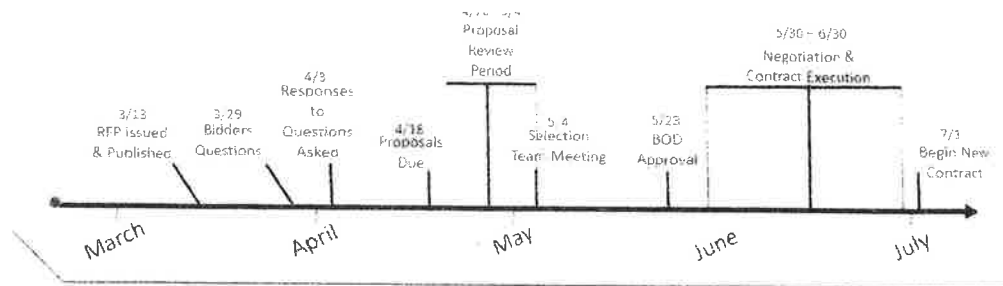 Proposal
Review
Period
5/30 – 6/30
Negotiation &
Contract Execution
4/3
Responses
to
Questions
Asked
3/13
RFP issued
& Published
3/29
Bidders
Questions
4/18
Proposals
Due
5/4
Selection
Team Meeting
5/23
BOD
Approval
7/3
Begin New
Contract
March
April
May
June
July